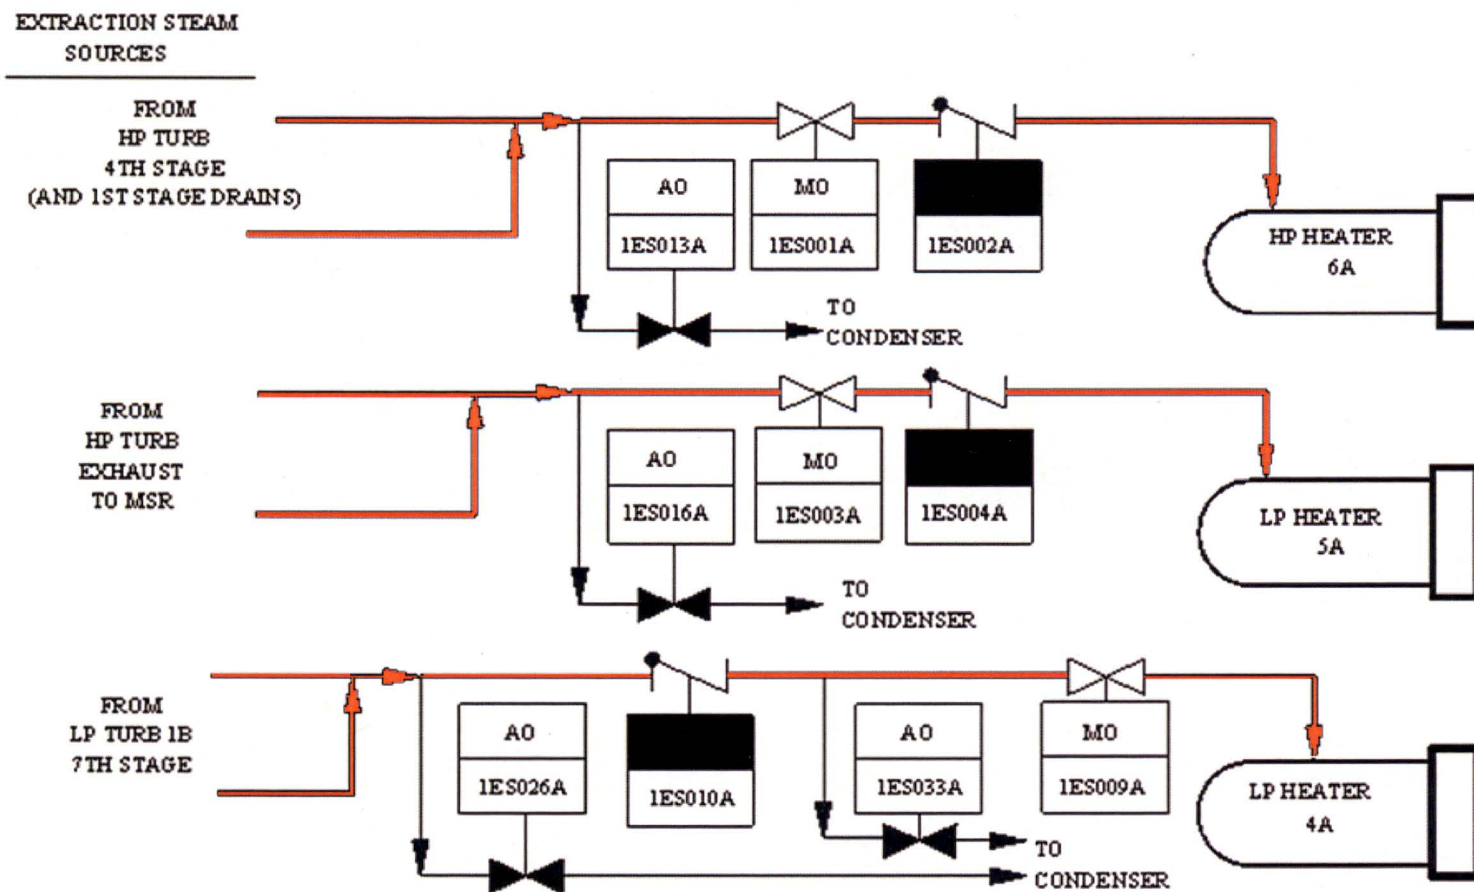 EXTRACTION STEAM
SOURCES
FROM
HP TURB
4TH STAGE
(AND 1ST STAGE DRAINS)
AO
1ES013A
MO
1ES001A
1ES002A
TO
CONDENSER
HP HEATER
6A
FROM
HP TURB
EXHAUST
TO MSR
AO
1ES016A
MO
1ES003A
1ES004A
TO
CONDENSER
LP HEATER
5A
FROM
LP TURB 1B
7TH STAGE
AO
1ES026A
1ES010A
AO
1ES033A
MO
1ES009A
TO
CONDENSER
LP HEATER
4A